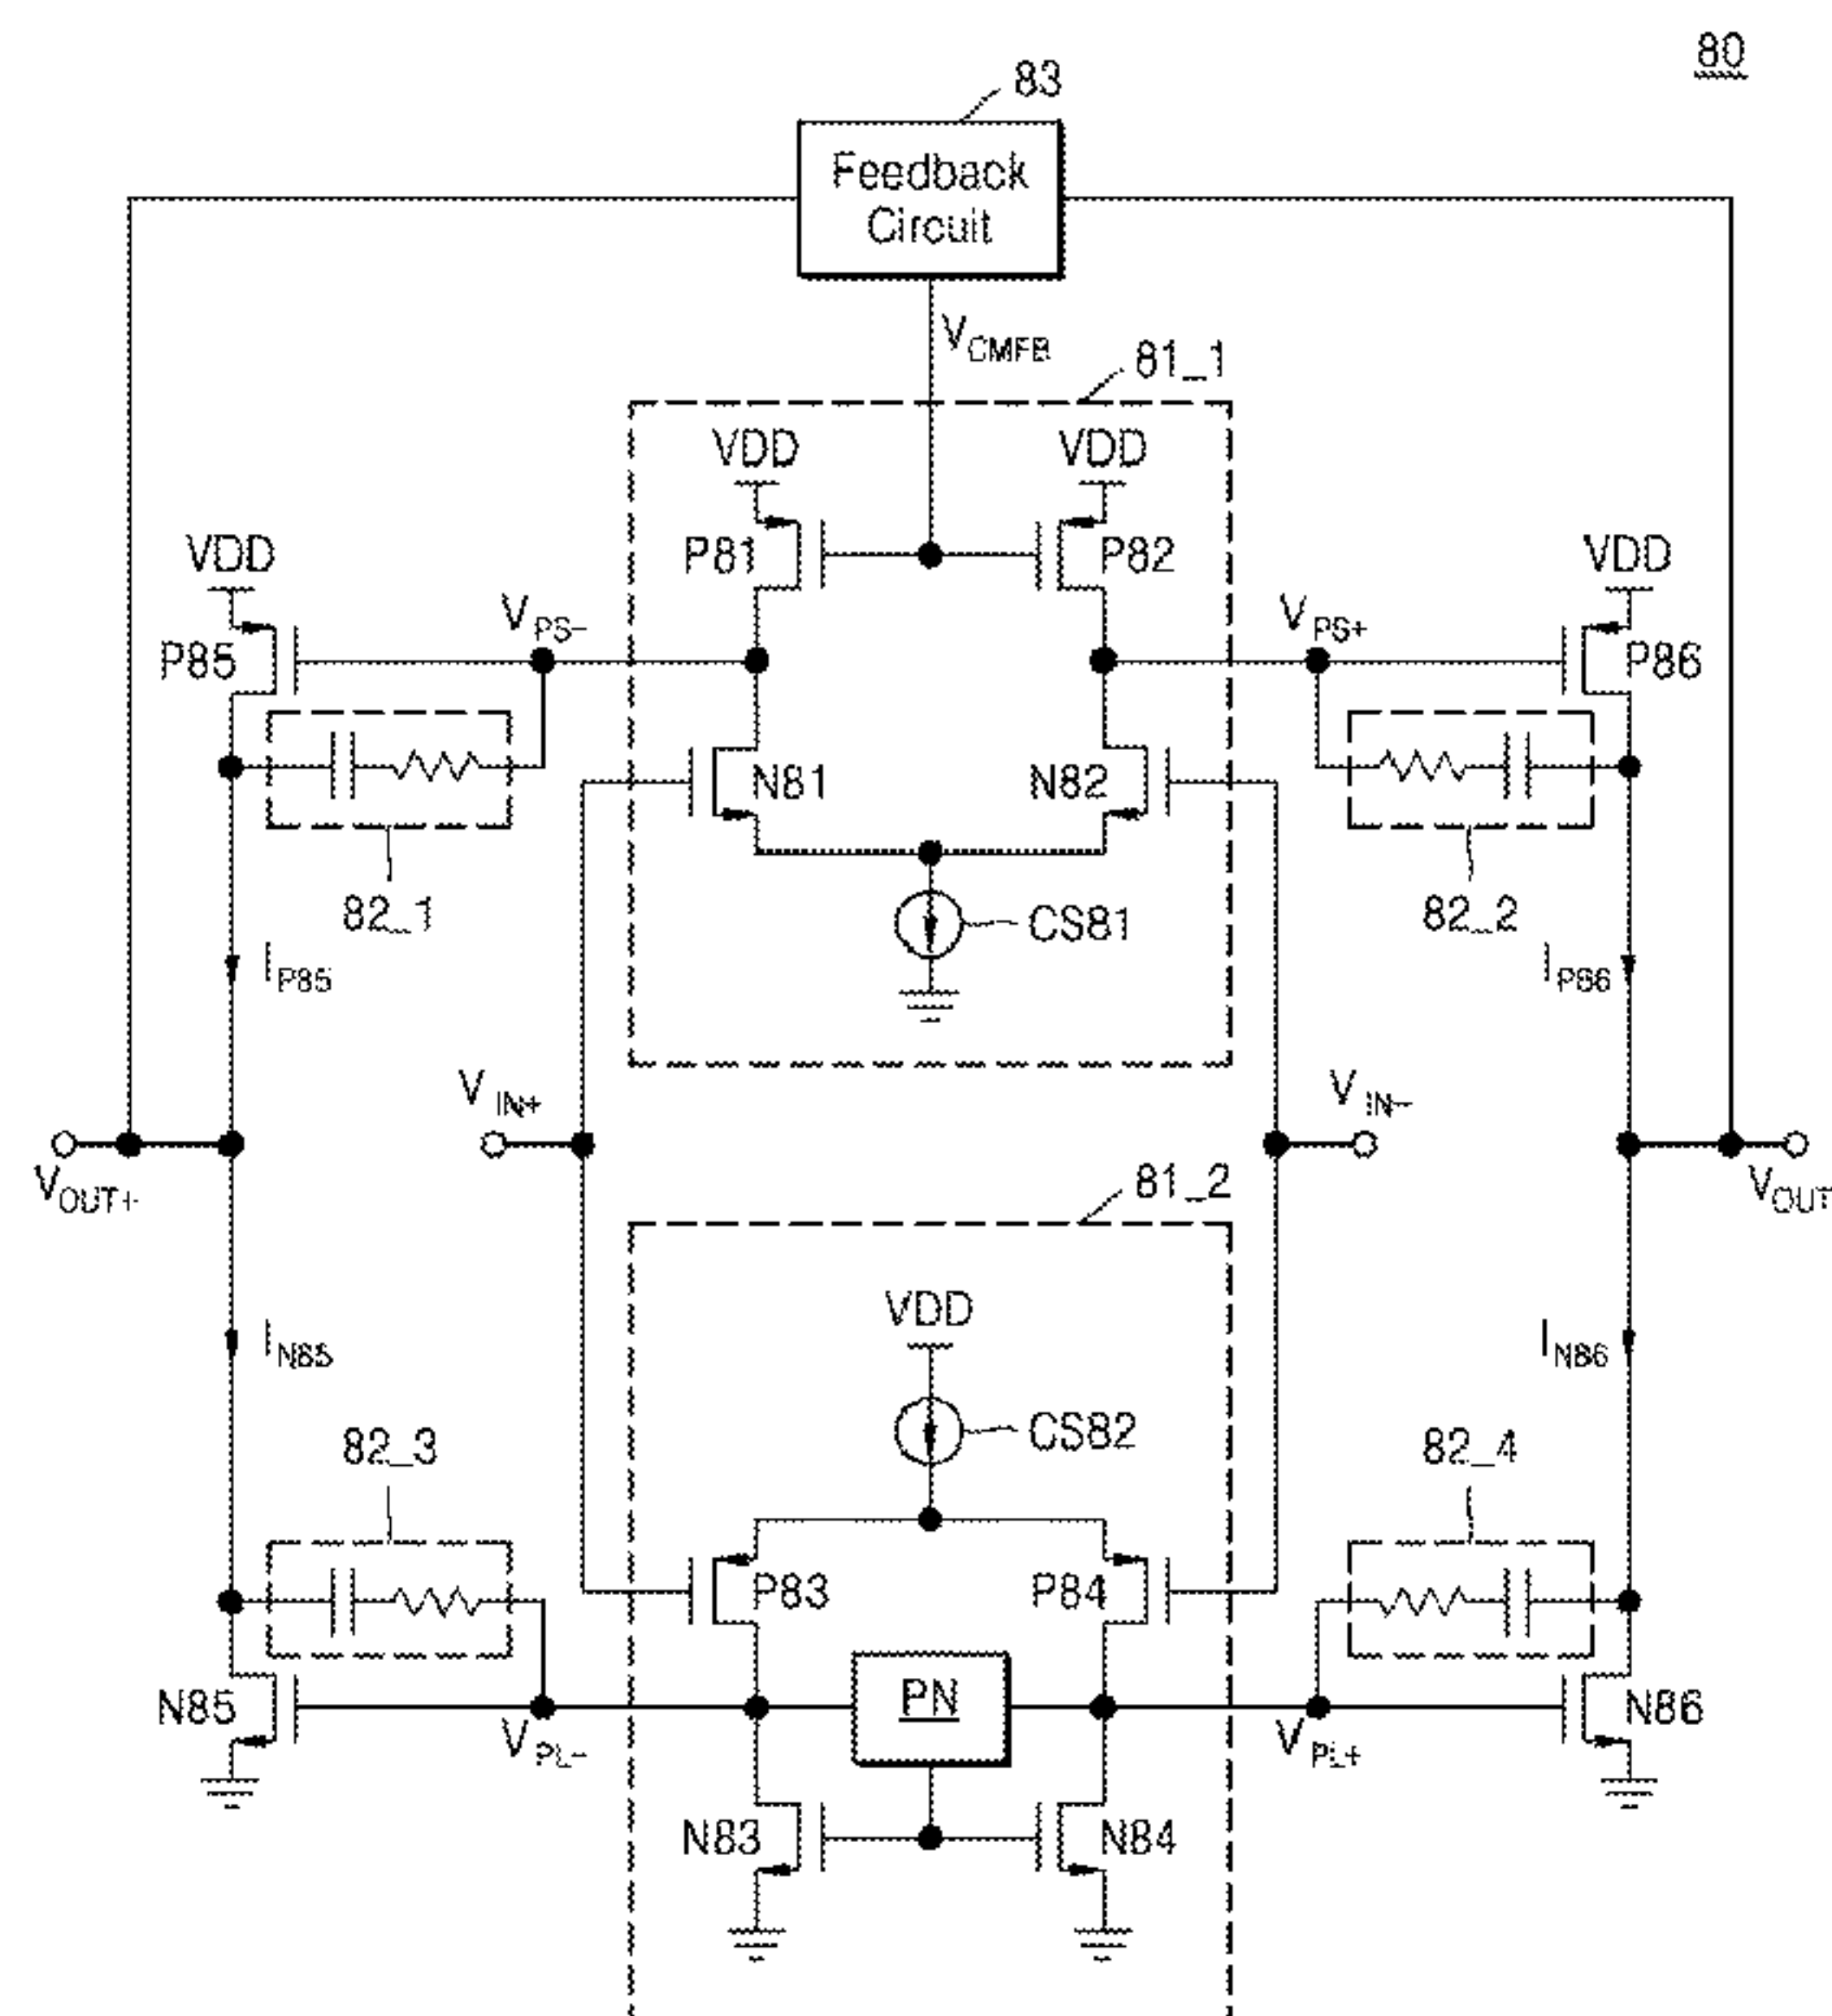 80
83
Feedback
Circuit
VCMFB
81_1
VDD VDD
P81 P82
VDD VDD
VPS- VPS+
P85 P86
N81 N82
82_1 CS81 82_2
IP85 IP86
VIN+ VIN-
VOUT+ VOUT
81_2
VDD
IN85 IN86
CS82
82_3 82_4
P83 P84
PN
N85 N86
VPL- VPL+
N83 N84